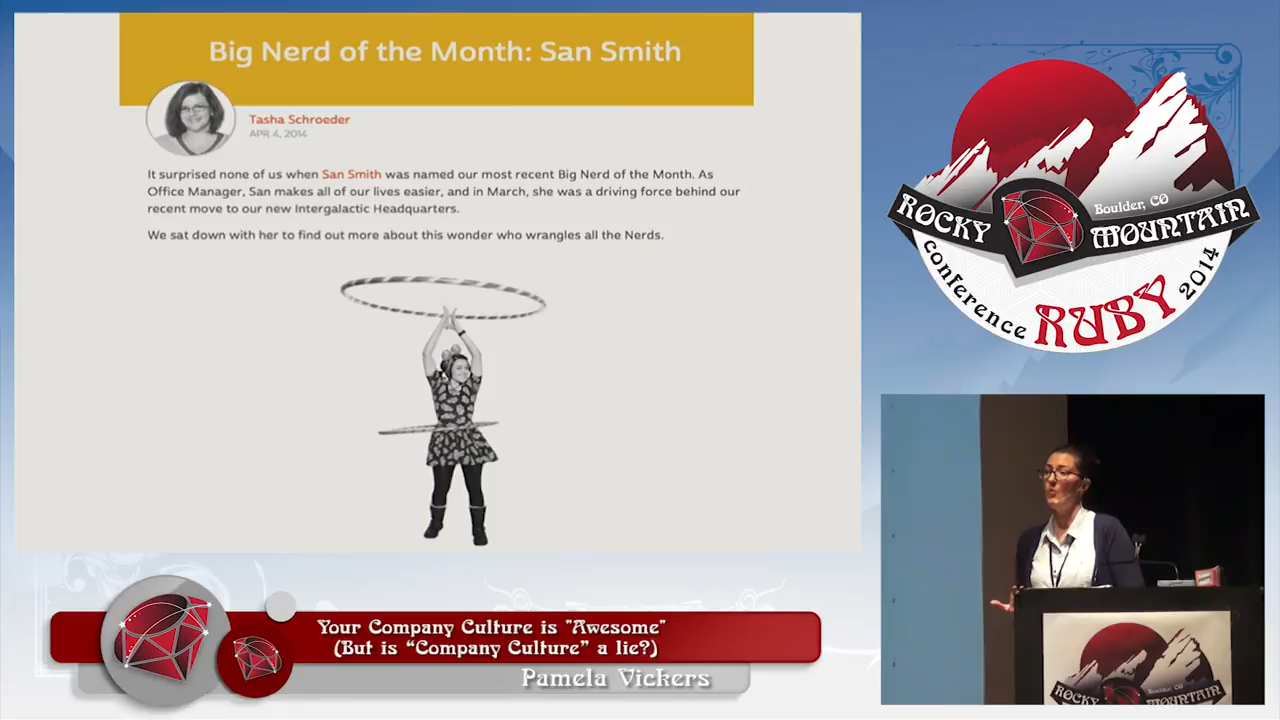 Big Nerd of the Month: San Smith
Tasha Schroeder
APR 4, 2014
It surprised none of us when San Smith was named our most recent Big Nerd of the Month. As
Office Manager, San makes all of our lives easier, and in March, she was a driving force behind our
recent move to our new Intergalactic Headquarters.
We sat down with her to find out more about this wonder who wrangles all the Nerds.
Boulder, CO
ROCKY MOUNTAIN
conference RUBY 2014
Boulder, CO
ROCKY MOUNTAIN
Your Company Culture is "Awesome"
(But is "Company Culture" a lie?)
Pamela Vickers